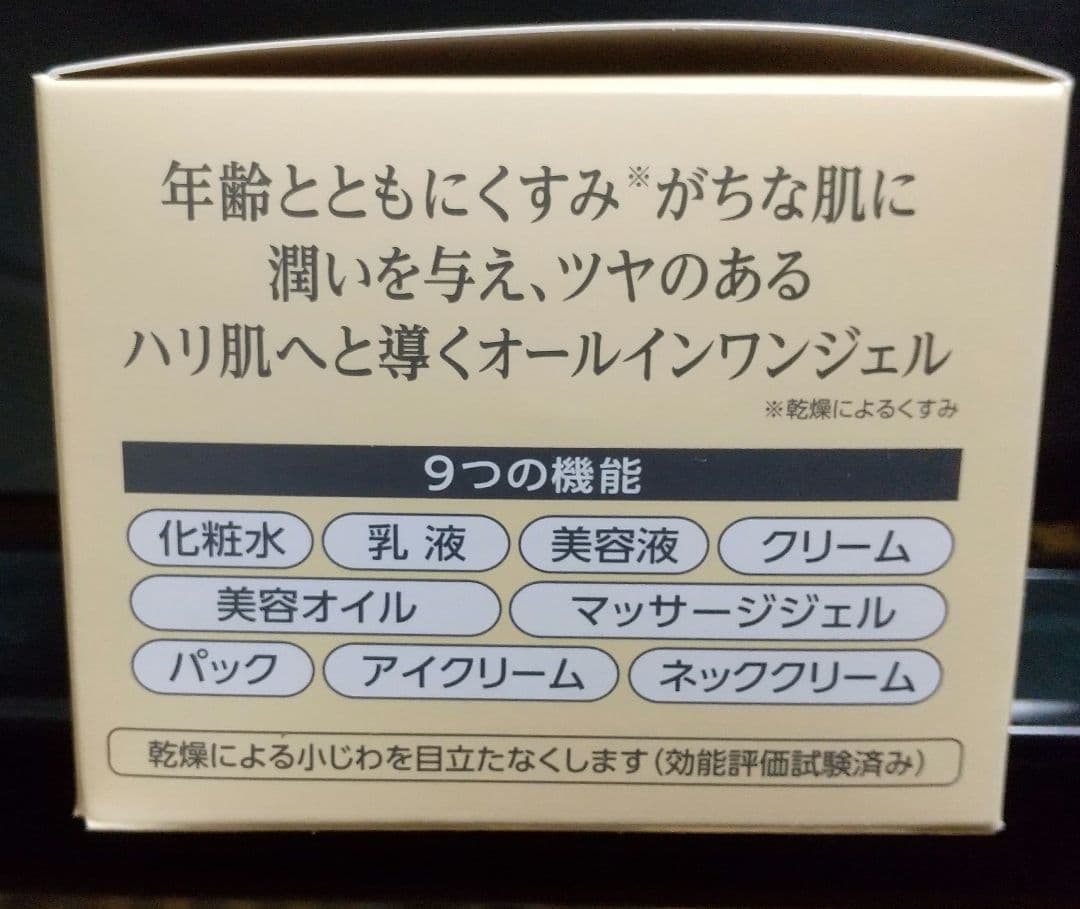 年齢とともにくすみ※がちな肌に
潤いを与え、ツヤのある
ハリ肌へと導くオールインワンジェル
※乾燥によるくすみ
9つの機能
化粧水 乳液 美容液 クリーム
美容オイル マッサージジェル
パック アイクリーム ネッククリーム
乾燥による小じわを目立たなくします(効能評価試験済み)